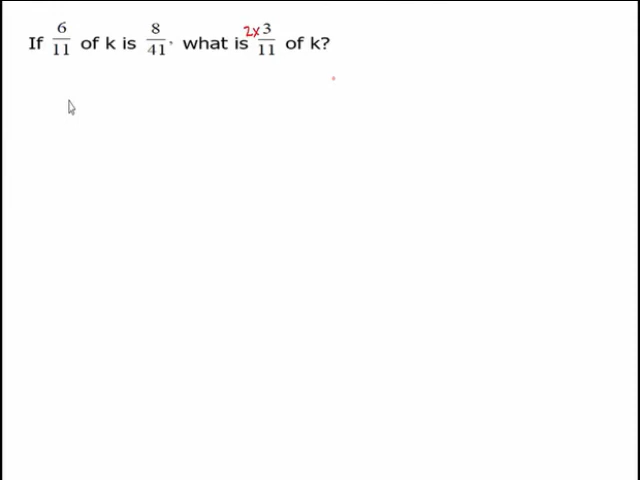 If 6/11 of k is 8/41, what is 2x 3/11 of k?